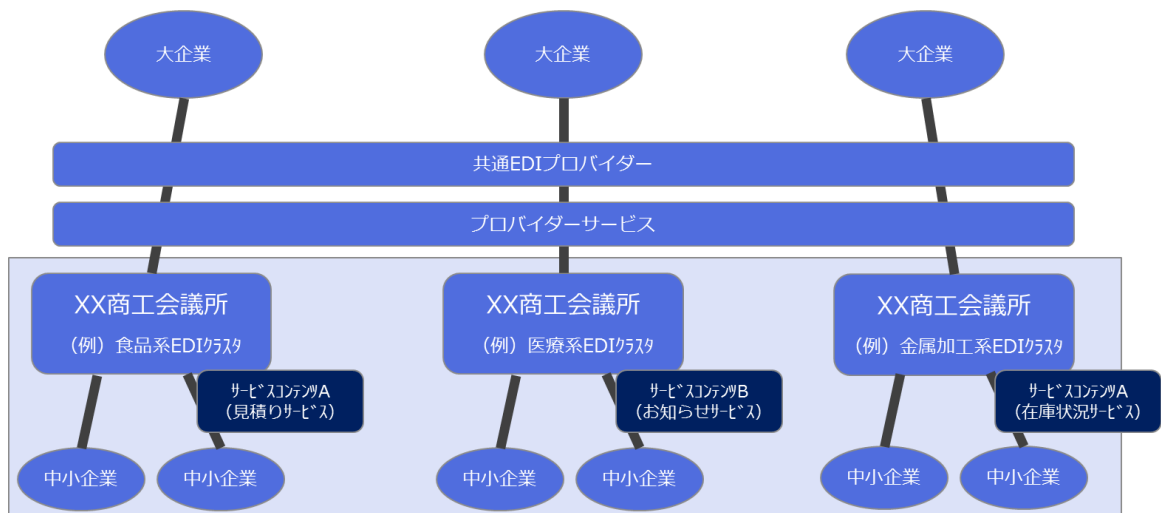 大企業
大企業
大企業
共通EDIプロバイダー
プロバイダーサービス
XX商工会議所
（例）食品系EDIｸﾗｽﾀ
XX商工会議所
（例）医療系EDIｸﾗｽﾀ
XX商工会議所
（例）金属加工系EDIｸﾗｽﾀ
ｻｰﾋﾞｽｺﾝﾃﾝﾂA
（見積りｻｰﾋﾞｽ）
ｻｰﾋﾞｽｺﾝﾃﾝﾂB
（お知らせｻｰﾋﾞｽ）
ｻｰﾋﾞｽｺﾝﾃﾝﾂA
（在庫状況ｻｰﾋﾞｽ）
中小企業
中小企業
中小企業
中小企業
中小企業
中小企業